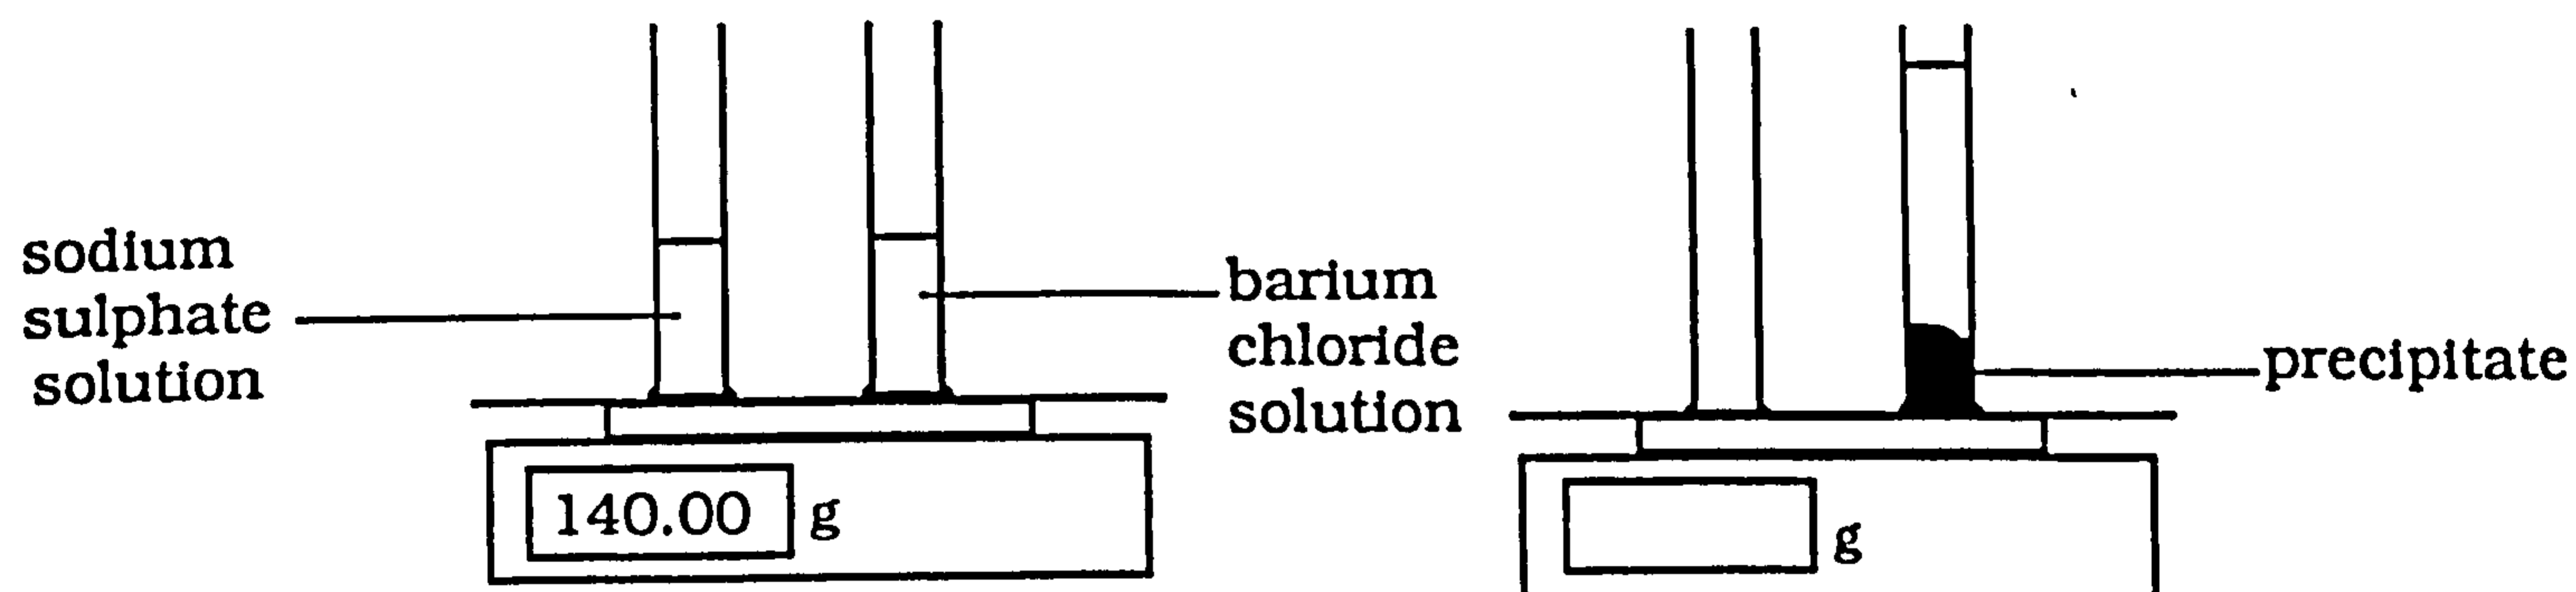 sodium
sulphate
solution
barium
chloride
solution
precipitate
140.00 g
g